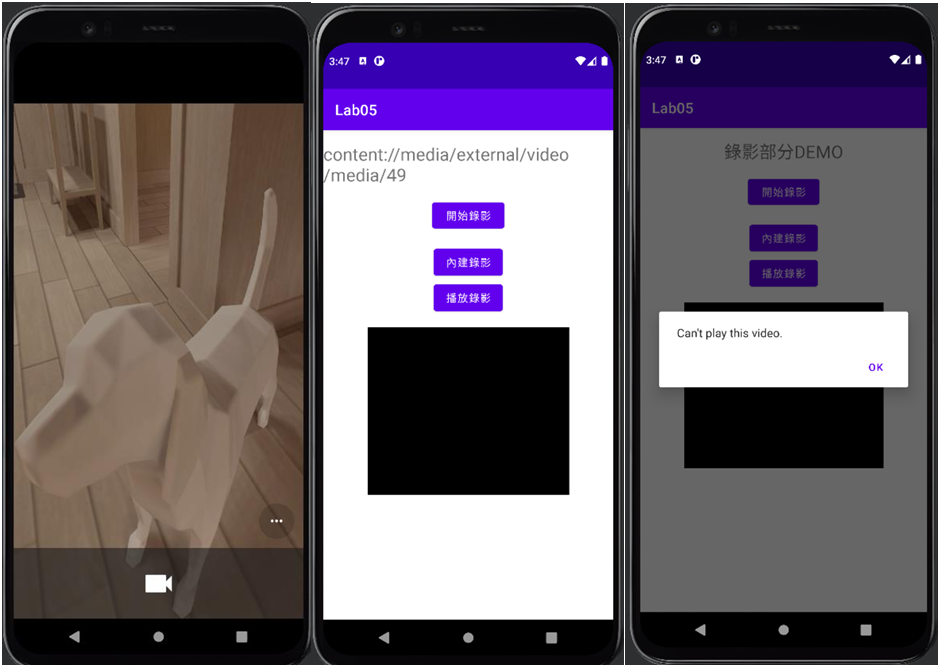 3:47
Lab05
content://media/external/video
/media/49
開始錄影
內建錄影
播放錄影
3:47
Lab05
錄影部分DEMO
開始錄影
內建錄影
播放錄影
Can't play this video.
OK